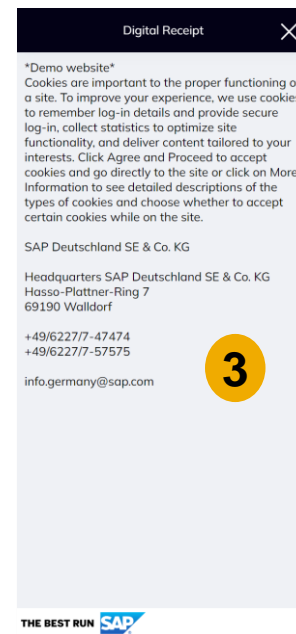 Digital Receipt
*Demo website*
Cookies are important to the proper functioning o
a site. To improve your experience, we use cookie
to remember log-in details and provide secure
log-in, collect statistics to optimize site
functionality, and deliver content tailored to your
interests. Click Agree and Proceed to accept
cookies and go directly to the site or click on More
Information to see detailed descriptions of the
types of cookies and choose whether to accept
certain cookies while on the site.
SAP Deutschland SE & Co. KG
Headquarters SAP Deutschland SE & Co. KG
Hasso-Plattner-Ring 7
69190 Walldorf
+49/6227/7-47474
+49/6227/7-57575
info.germany@sap.com
3
THE BEST RUN SAP